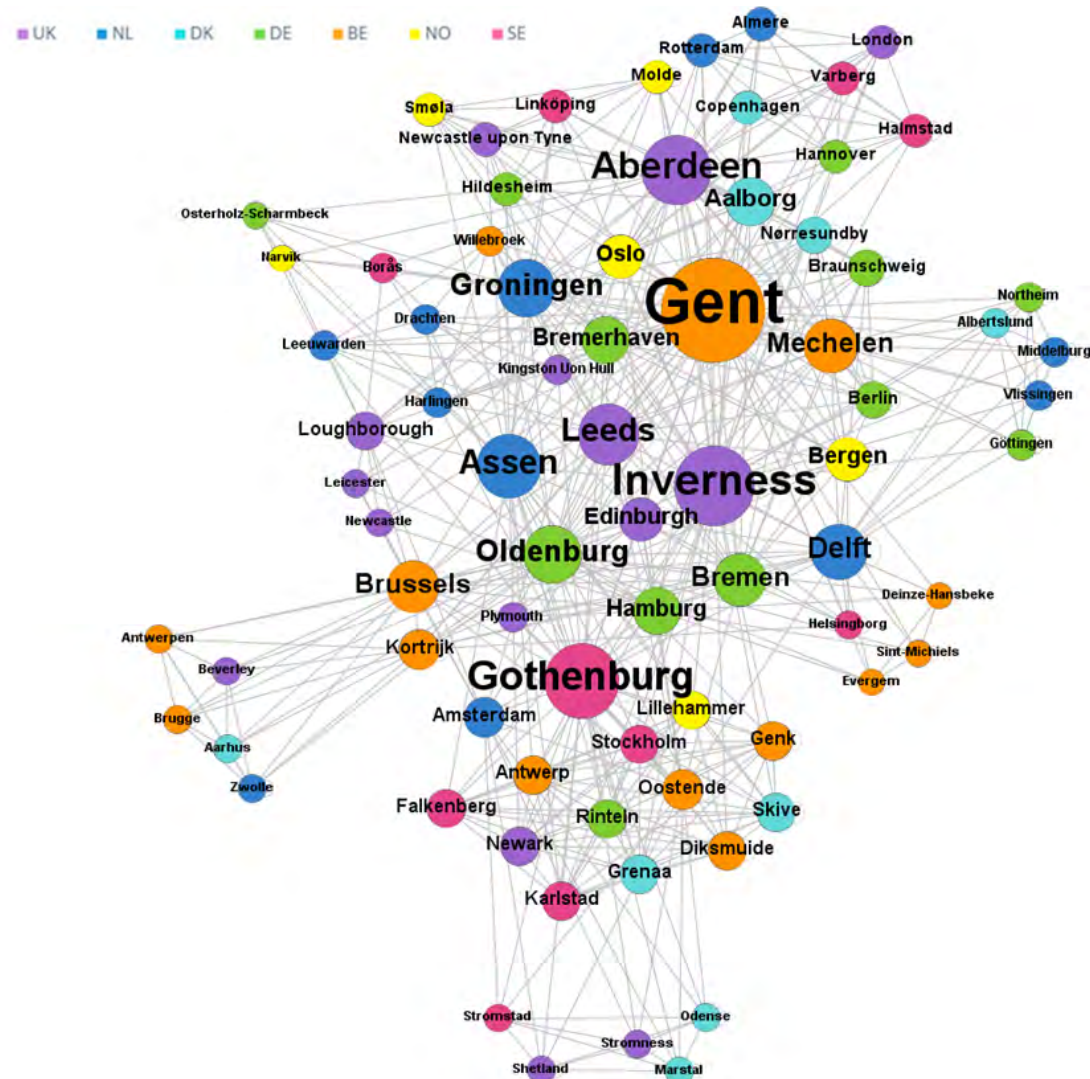 UK NL DK DE BE NO SE
Almere
London
Rotterdam
Molde
Varberg
Smøla
Linköping
Copenhagen
Newcastle upon Tyne
Halmstad
Hannover
Aberdeen
Hildesheim
Aalborg
Osterholz-Scharmbeck
Nørresundby
Willebroek
Narvik
Oslo
Borås
Braunschweig
Groningen
Northeim
Gent
Albertslund
Drachten
Bremerhaven
Mechelen
Leeuwarden
Middelburg
Kingston Uon Hull
Vlissingen
Harlingen
Berlin
Loughborough
Leeds
Göttingen
Bergen
Assen
Leicester
Inverness
Newcastle
Edinburgh
Delft
Oldenburg
Bremen
Brussels
Deinze-Hansbeke
Hamburg
Plymouth
Helsingborg
Antwerpen
Kortrijk
Sint-Michiels
Beverley
Gothenburg
Evergem
Lillehammer
Brugge
Amsterdam
Genk
Aarhus
Stockholm
Antwerp
Zwolle
Oostende
Falkenberg
Skive
Rinteln
Newark
Diksmuide
Grenaa
Karlstad
Stromstad
Odense
Stromness
Shetland
Marstal